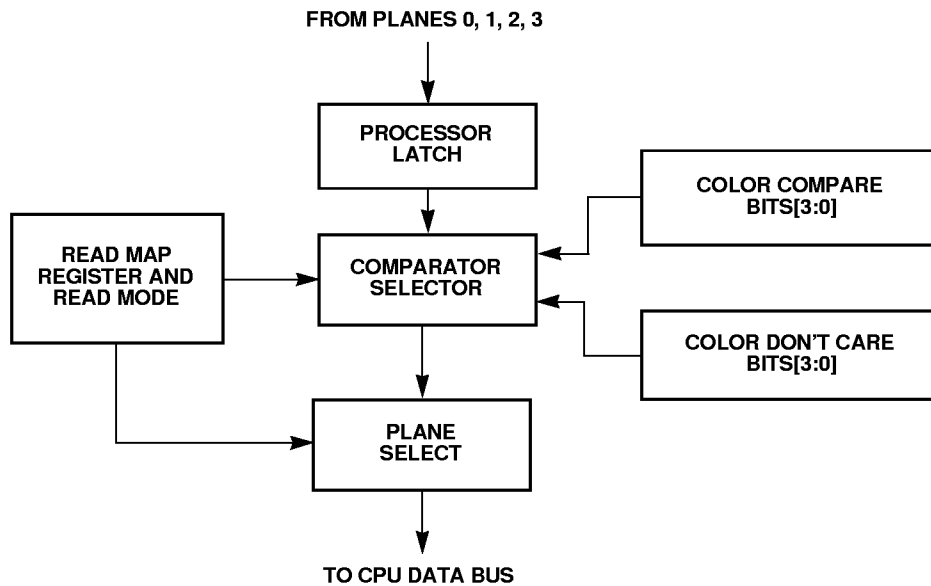 FROM PLANES 0, 1, 2, 3
PROCESSOR
LATCH
COLOR COMPARE
BITS[3:0]
READ MAP
REGISTER AND
READ MODE
COMPARATOR
SELECTOR
COLOR DON'T CARE
BITS[3:0]
PLANE
SELECT
TO CPU DATA BUS